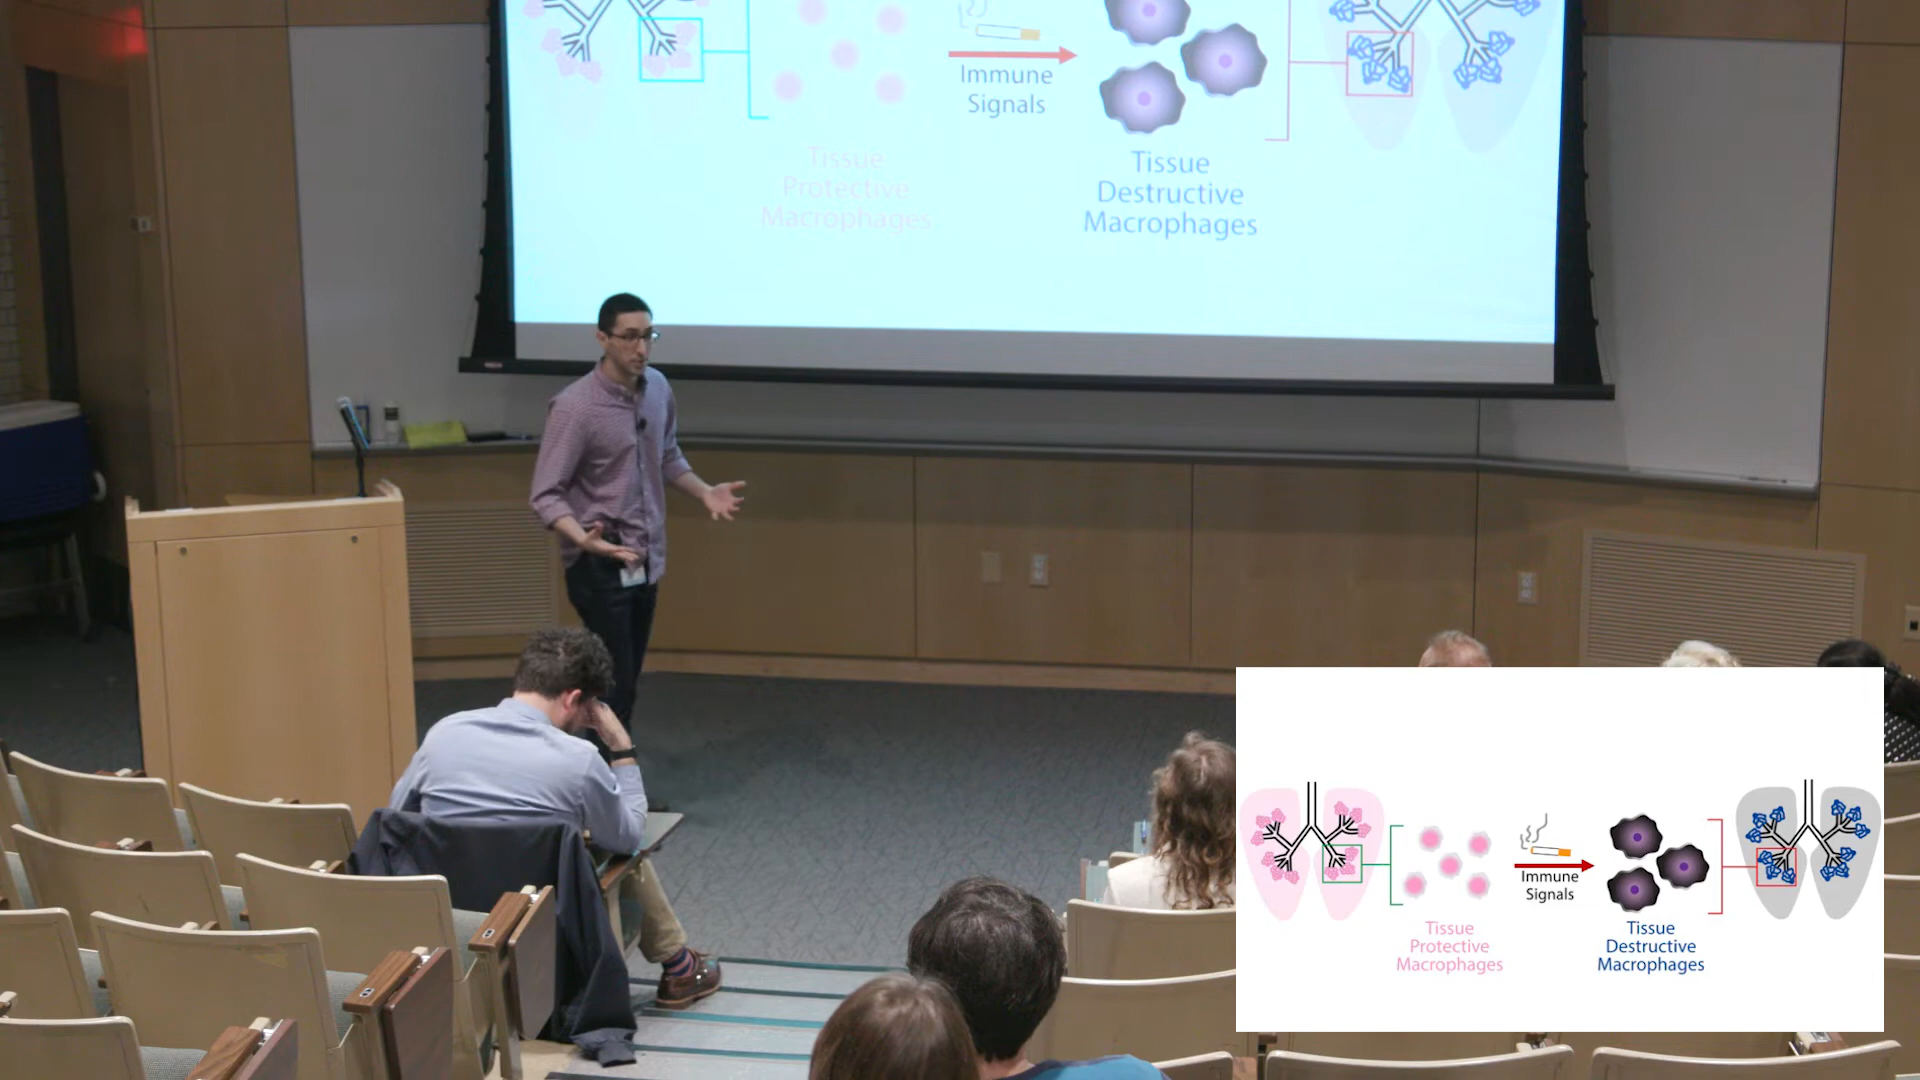 Immune
Signals
Tissue
Protective
Macrophages
Tissue
Destructive
Macrophages
Immune
Signals
Tissue
Protective
Macrophages
Tissue
Destructive
Macrophages